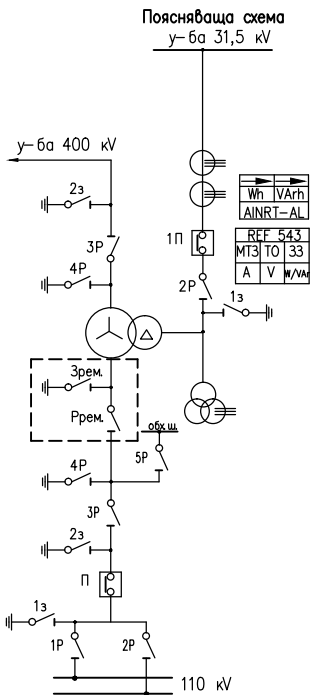 Поясняваща схема
у-ба 31,5 kV
у-ба 400 kV
2з
Wh VArh
AINRT-AL
3Р
1П
REF 543
МТЗ ТО ЗЗ
A V W/VAr
4Р
2Р
1з
Δ
Зрем.
Ррем.
обх.ш.
4Р
5Р
3Р
2з
П
1з
1Р
2Р
110 kV